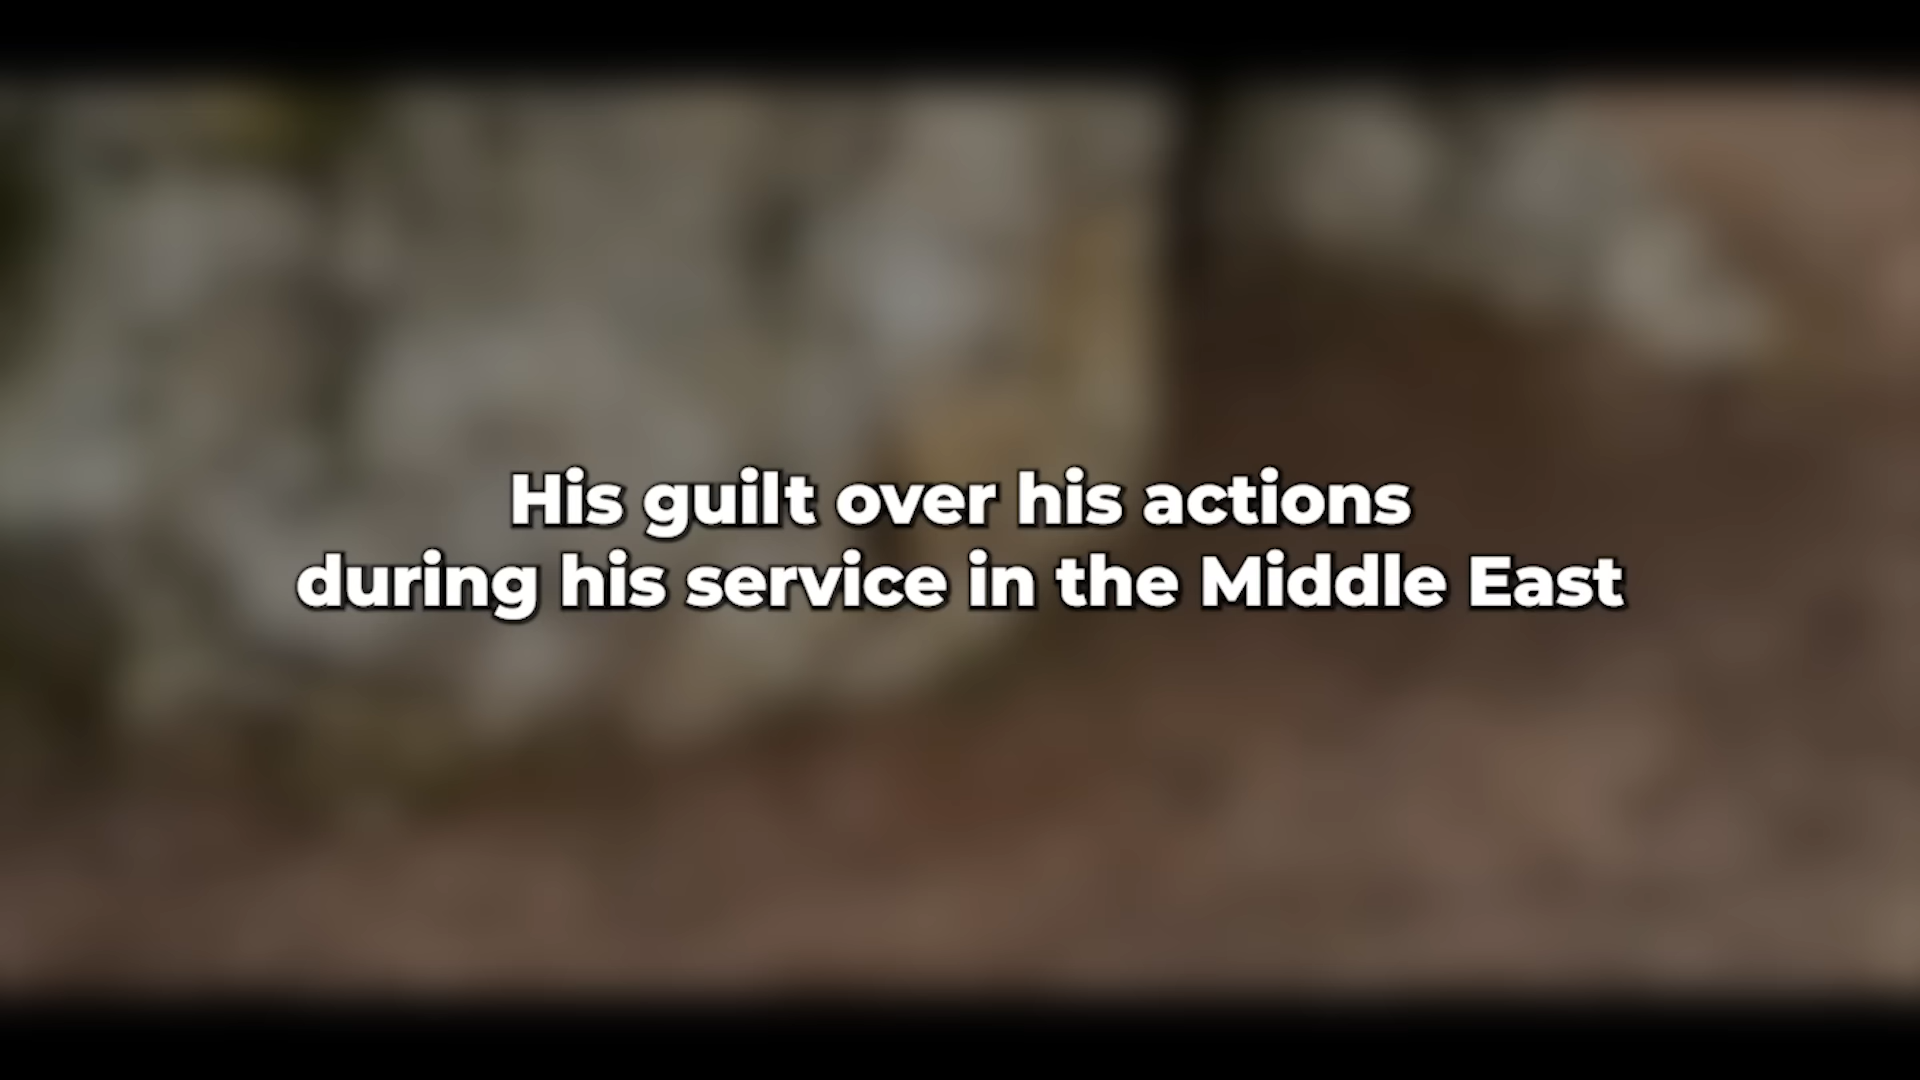 His guilt over his actions
during his service in the Middle East